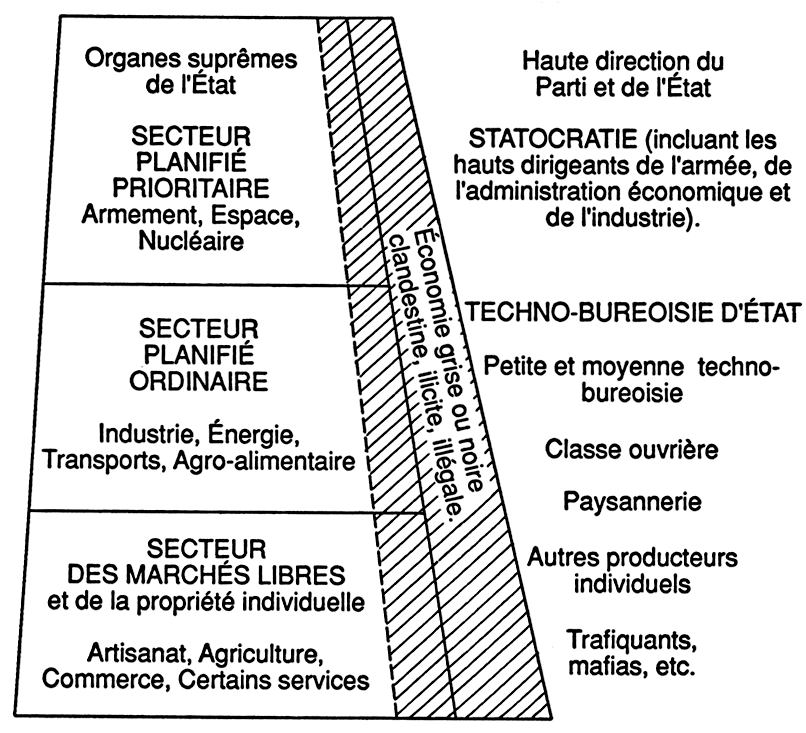 Organes suprêmes
de l'État
SECTEUR
PLANIFIÉ
PRIORITAIRE
Armement, Espace,
Nucléaire
SECTEUR
PLANIFIÉ
ORDINAIRE
Industrie, Énergie,
Transports, Agro-alimentaire
SECTEUR
DES MARCHÉS LIBRES
et de la propriété individuelle
Artisanat, Agriculture,
Commerce, Certains services
Économie grise ou noire
clandestine, ilicite, illégale.
Haute direction du
Parti et de l'État
STATOCRATIE (incluant les
hauts dirigeants de l'armée, de
l'administration économique et
de l'industrie).
TECHNO-BUREOISIE D'ÉTAT
Petite et moyenne techno-
bureoisie
Classe ouvrière
Paysannerie
Autres producteurs
individuels
Trafiquants,
mafias, etc.